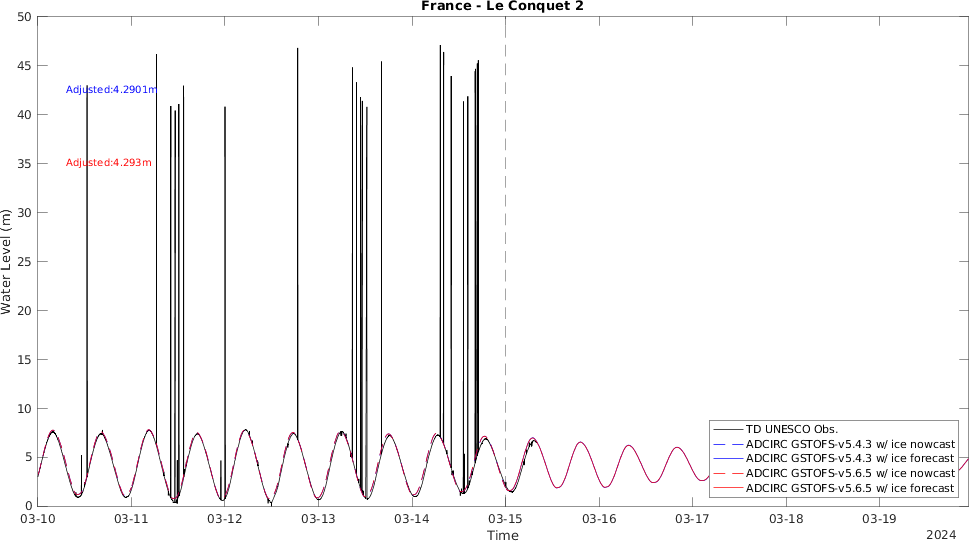 France - Le Conquet 2
50
45
40
35
30
25
20
15
10
5
0
Water Level (m)
Adjusted:4.2901m
Adjusted:4.293m
TD UNESCO Obs.
ADCIRC GSTOFS-v5.4.3 w/ ice nowcast
ADCIRC GSTOFS-v5.4.3 w/ ice forecast
ADCIRC GSTOFS-v5.6.5 w/ ice nowcast
ADCIRC GSTOFS-v5.6.5 w/ ice forecast
03-10 03-11 03-12 03-13 03-14 03-15 03-16 03-17 03-18 03-19
Time
2024